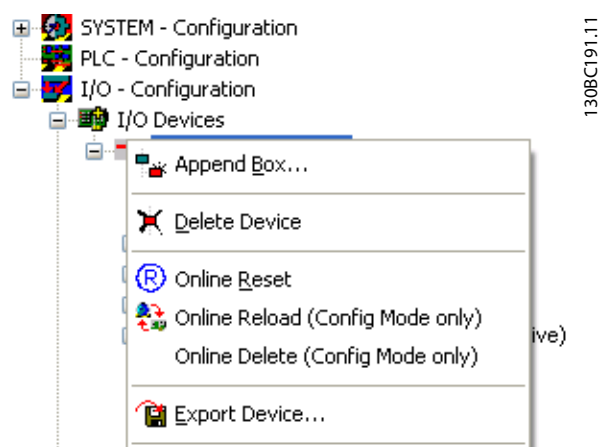 SYSTEM - Configuration
PLC - Configuration
I/O - Configuration
I/O Devices
Append Box...
Delete Device
Online Reset
Online Reload (Config Mode only)
ive)
Online Delete (Config Mode only)
Export Device...
130BC191.11